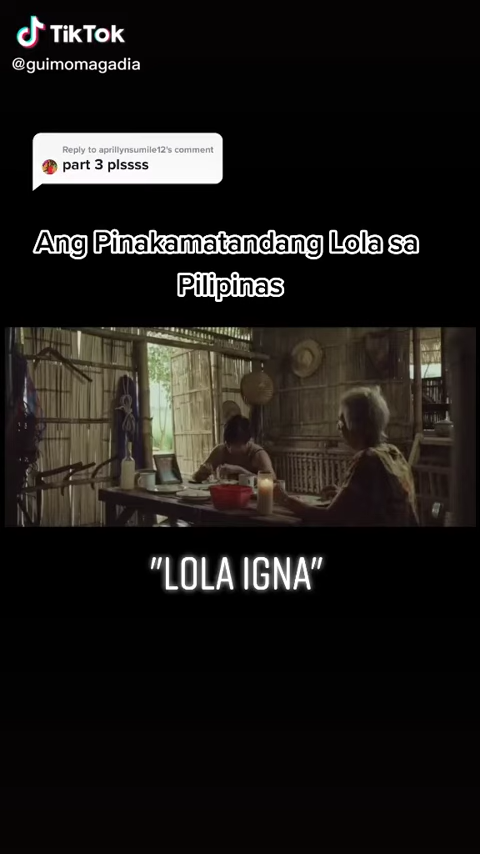 TikTok
@guimomagadia
Reply to aprillynsumile12's comment
part 3 plssss
Ang Pinakamatandang Lola sa
Pilipinas
"LOLA IGNA"